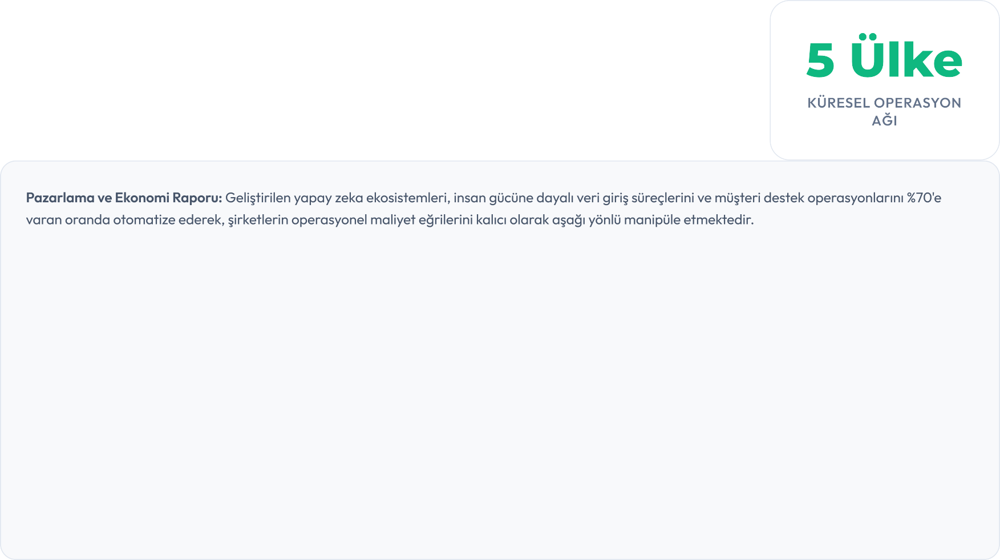 5 Ülke
KÜRESEL OPERASYON
AĞI
Pazarlama ve Ekonomi Raporu: Geliştirilen yapay zeka ekosistemleri, insan gücüne dayalı veri giriş süreçlerini ve müşteri destek operasyonlarını %70'e
varan oranda otomatize ederek, şirketlerin operasyonel maliyet eğrilerini kalıcı olarak aşağı yönlü manipüle etmektedir.